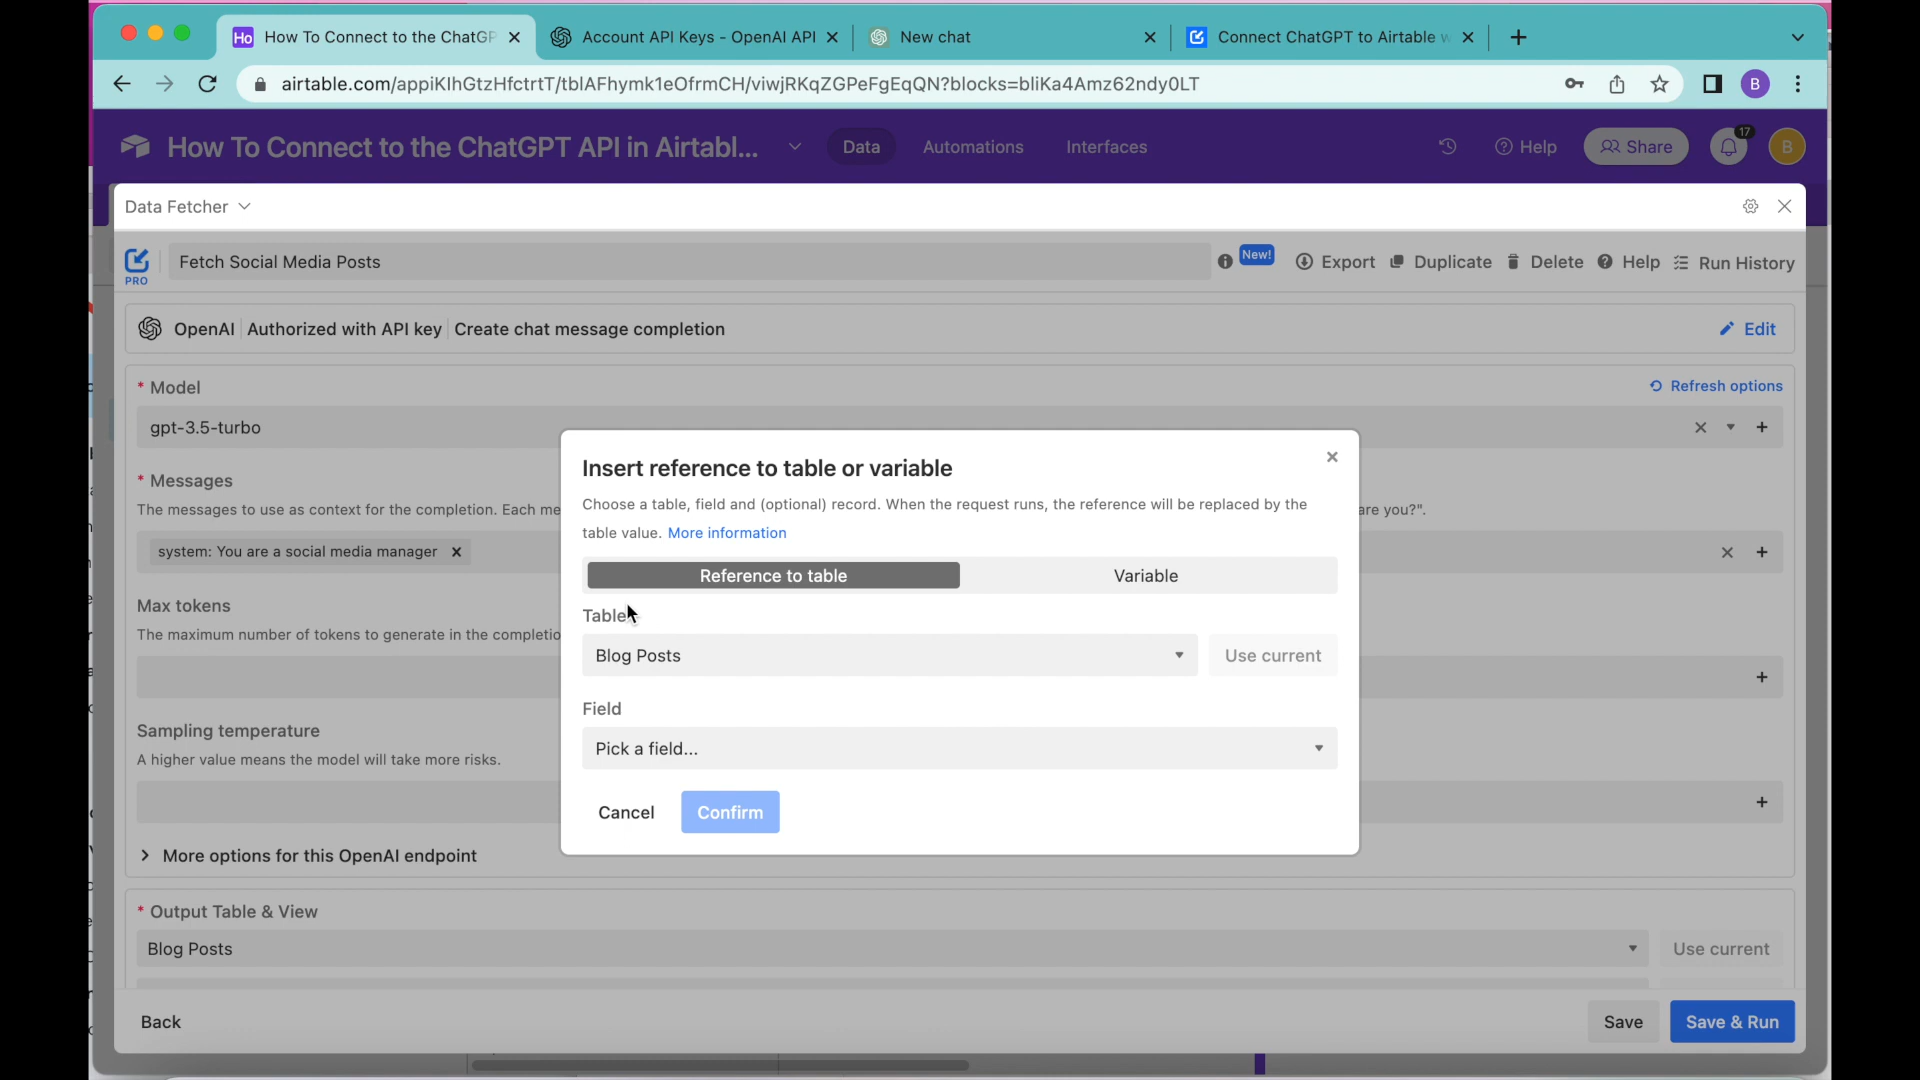 Ho How To Connect to the ChatGP
Account API Keys - OpenAI API
New chat
Connect ChatGPT to Airtable w
airtable.com/appiKIhGtzHfctrtT/tblAFhymk1eOfrmCH/viwjRKqZGPeFgEqQN?blocks=bliKa4Amz62ndy0LT
B
How To Connect to the ChatGPT API in Airtabl...
Data
Automations
Interfaces
Help
Share
17
B
Data Fetcher
PRO
Fetch Social Media Posts
New!
Export
Duplicate
Delete
Help
Run History
OpenAI
Authorized with API key
Create chat message completion
Edit
* Model
Refresh options
gpt-3.5-turbo
* Messages
The messages to use as context for the completion. Each me
are you?".
system: You are a social media manager
Max tokens
The maximum number of tokens to generate in the completio
Sampling temperature
A higher value means the model will take more risks.
More options for this OpenAI endpoint
Insert reference to table or variable
Choose a table, field and (optional) record. When the request runs, the reference will be replaced by the
table value. More information
Reference to table
Variable
Table
Blog Posts
Use current
Field
Pick a field...
Cancel
Confirm
* Output Table & View
Blog Posts
Use current
Back
Save
Save & Run